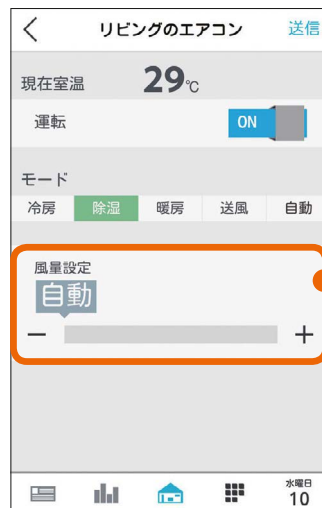 リビングのエアコン 送信
現在室温 29℃
運転 ON
モード
冷房 除湿 暖房 送風 自動
風量設定
自動
− +
水曜日
10